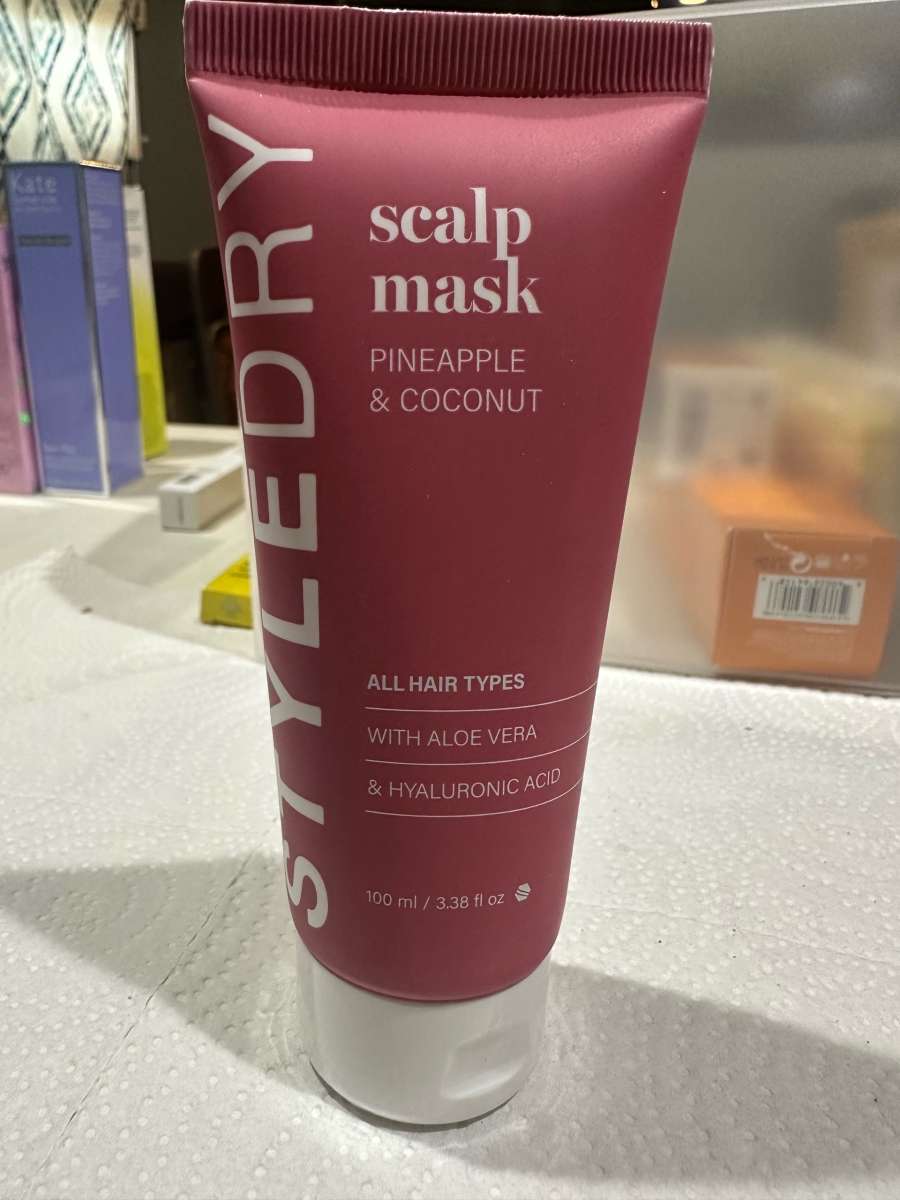 STYLEDRY
scalp
mask
PINEAPPLE
& COCONUT
ALL HAIR TYPES
WITH ALOE VERA
& HYALURONIC ACID
100 ml / 3.38 fl oz
Kate